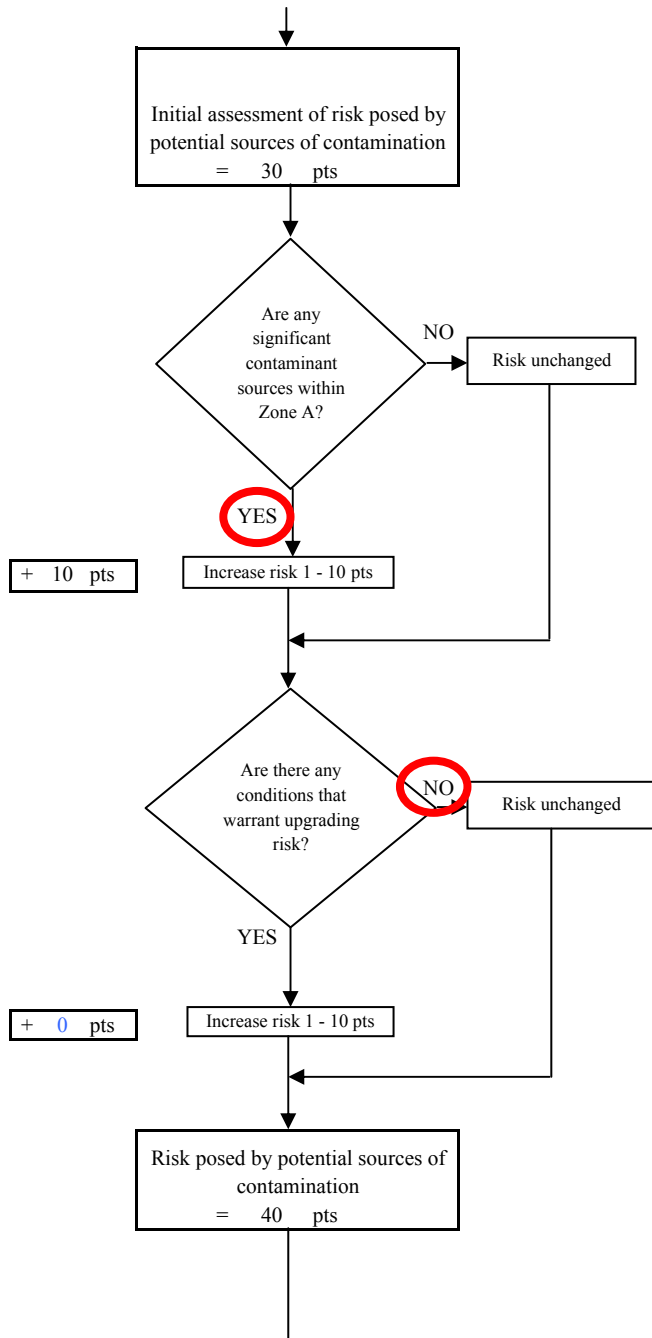 Initial assessment of risk posed by
potential sources of contamination
= 30 pts
Are any
significant
contaminant
sources within
Zone A?
NO
Risk unchanged
YES
+ 10 pts
Increase risk 1 - 10 pts
Are there any
conditions that
warrant upgrading
risk?
NO
Risk unchanged
YES
+ 0 pts
Increase risk 1 - 10 pts
Risk posed by potential sources of
contamination
= 40 pts